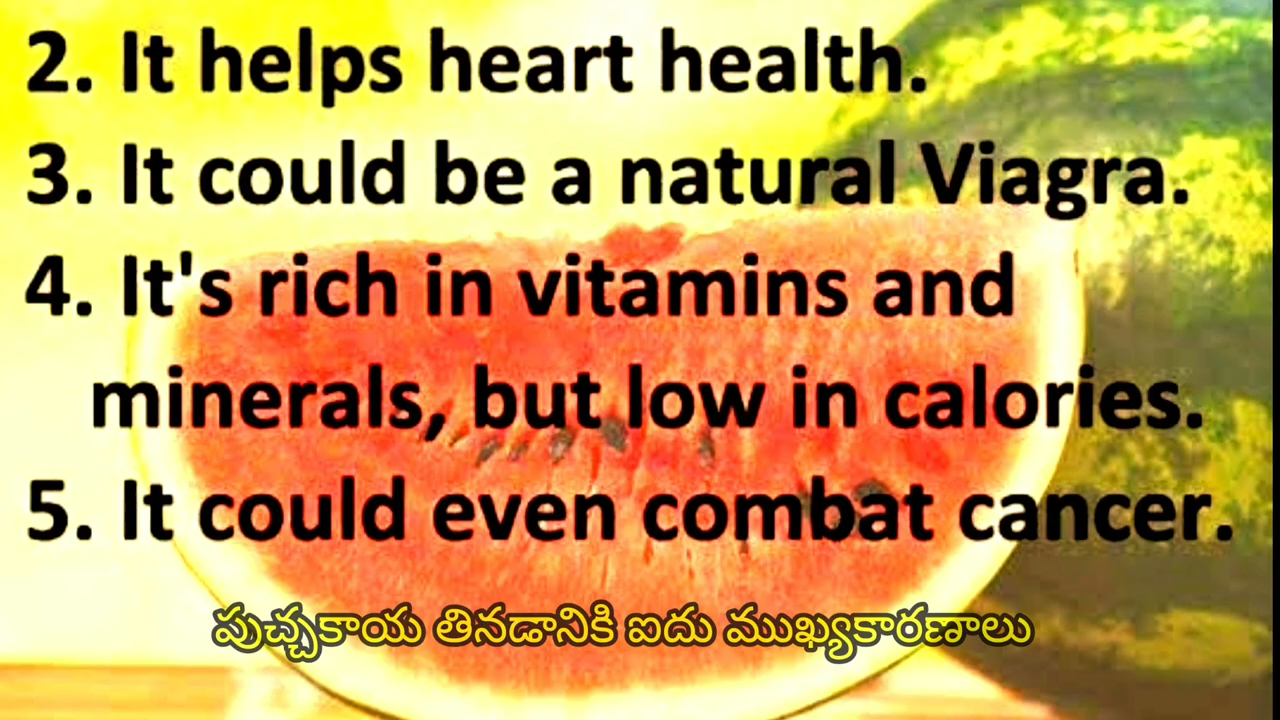 2. It helps heart health.
3. It could be a natural Viagra.
4. It's rich in vitamins and
minerals, but low in calories.
5. It could even combat cancer.
పుచ్చకాయ తినడానికి ఐదు ముఖ్యకారణాలు